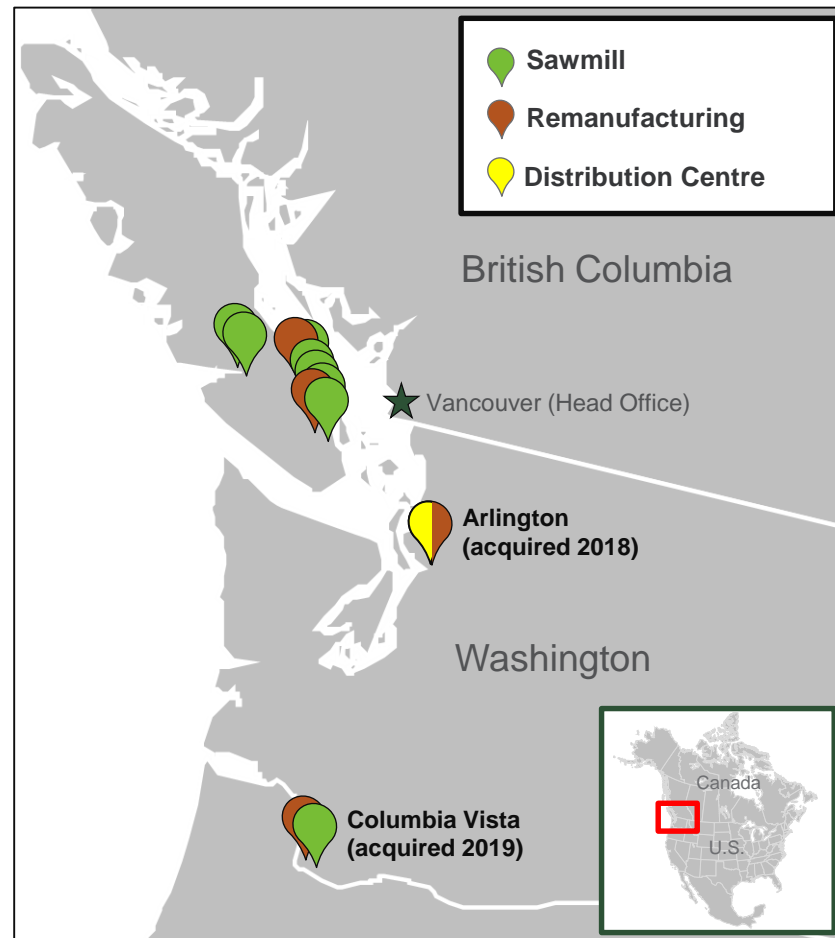 Sawmill
Remanufacturing
Distribution Centre
British Columbia
Vancouver (Head Office)
Arlington
(acquired 2018)
Washington
Columbia Vista
(acquired 2019)
Canada
U.S.